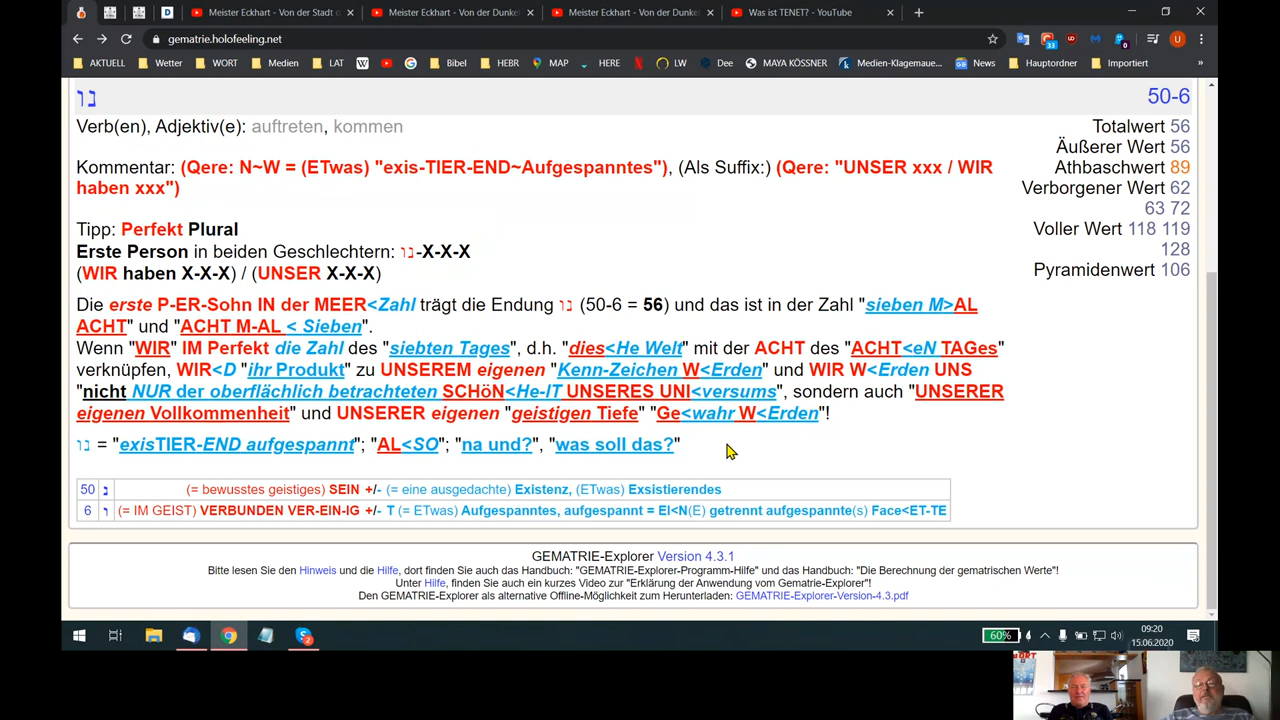 Meister Eckhart - Von der Stadt
Meister Eckhart - Von der Dunkel
Meister Eckhart - Von der Dunkel
Was ist TENET? - YouTube
gematrie.holofeeling.net
33
0
U
AKTUELL Wetter WORT Medien LAT W Bibel HEBR MAP HERE LW Dee MAYA KÖSSNER Medien-Klagemaue... News Hauptordner Importiert
נו 50-6
Verb(en), Adjektiv(e): auftreten, kommen
Totalwert 56
Äußerer Wert 56
Athbaschwert 89
Verborgener Wert 62
63 72
Voller Wert 118 119
128
Pyramidenwert 106
Kommentar: (Qere: N~W = (ETwas) "exis-TIER-END~Aufgespanntes"), (Als Suffix:) (Qere: "UNSER xxx / WIR
haben xxx")
Tipp: Perfekt Plural
Erste Person in beiden Geschlechtern: נו-X-X-X
(WIR haben X-X-X) / (UNSER X-X-X)
Die erste P-ER-Sohn IN der MEER<Zahl trägt die Endung נו (50-6 = 56) und das ist in der Zahl "sieben M>AL
ACHT" und "ACHT M-AL < Sieben".
Wenn "WIR" IM Perfekt die Zahl des "siebten Tages", d.h. "dies<He Welt" mit der ACHT des "ACHT<eN TAGes"
verknüpfen, WIR<D "ihr Produkt" zu UNSEREM eigenen "Kenn-Zeichen W<Erden" und WIR W<Erden UNS
"nicht NUR der oberflächlich betrachteten SCHöN<He-IT UNSERES UNI<versums", sondern auch "UNSERER
eigenen Vollkommenheit" und UNSERER eigenen "geistigen Tiefe" "Ge<wahr W<Erden"!
נו = "exisTIER-END aufgespannt"; "AL<SO"; "na und?", "was soll das?"
50 נ (= bewusstes geistiges) SEIN +/- (= eine ausgedachte) Existenz, (ETwas) Exsistierendes
6 ו (= IM GEIST) VERBUNDEN VER-EIN-IG +/- T (= ETwas) Aufgespanntes, aufgespannt = EI<N(E) getrennt aufgespannte(s) Face<ET-TE
GEMATRIE-Explorer Version 4.3.1
Bitte lesen Sie den Hinweis und die Hilfe, dort finden Sie auch das Handbuch: "GEMATRIE-Explorer-Programm-Hilfe" und das Handbuch: "Die Berechnung der gematrischen Werte"!
Unter Hilfe, finden Sie auch ein kurzes Video zur "Erklärung der Anwendung vom Gematrie-Explorer"!
Den GEMATRIE-Explorer als alternative Offline-Möglichkeit zum Herunterladen: GEMATRIE-Explorer-Version-4.3.pdf
60%
09:20
15.06.2020